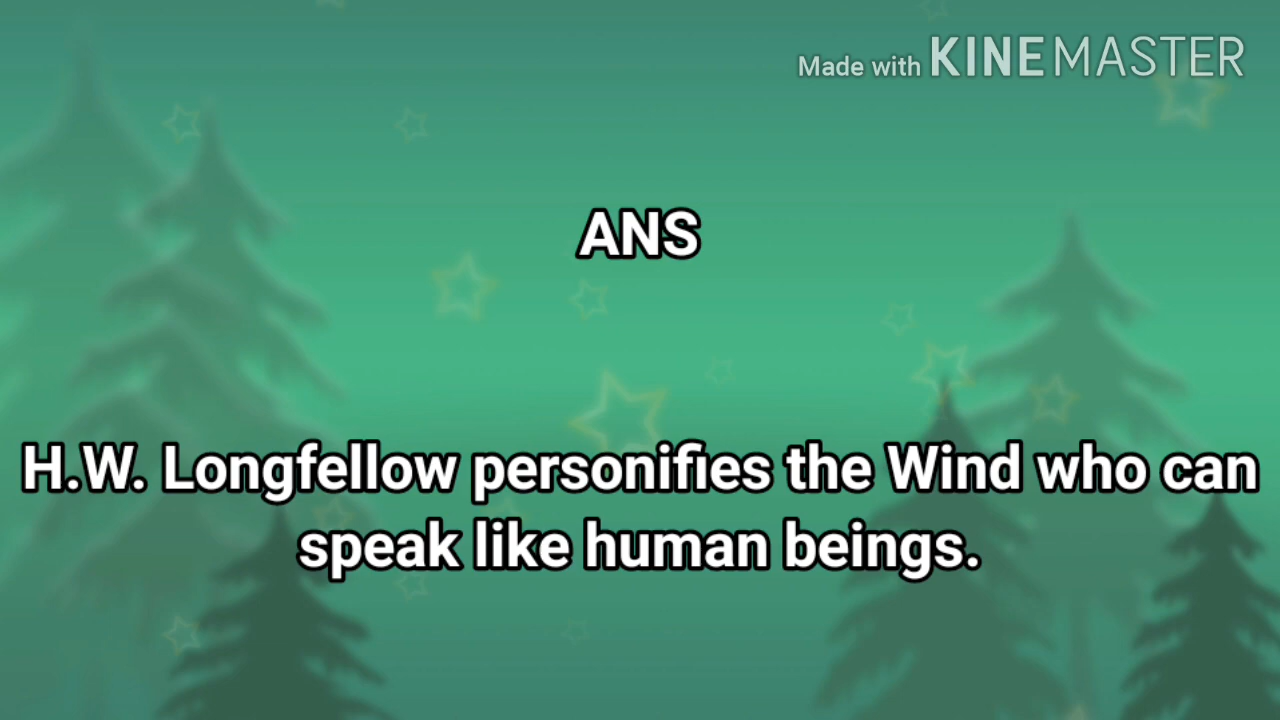 Made with KINEMASTER
ANS
H.W. Longfellow personifies the Wind who can
speak like human beings.